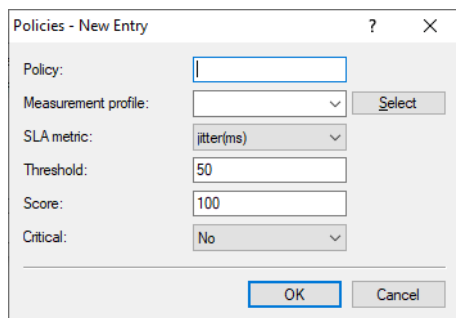 Policies - New Entry ?
Policy:
Measurement profile: Select
SLA metric: jitter(ms)
Threshold: 50
Score: 100
Critical: No
OK Cancel